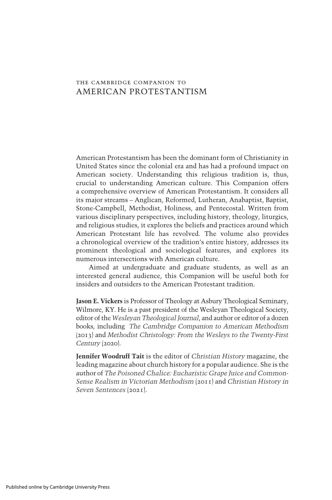 THE CAMBRIDGE COMPANION TO
AMERICAN PROTESTANTISM
American Protestantism has been the dominant form of Christianity in
United States since the colonial era and has had a profound impact on
American society. Understanding this religious tradition is, thus,
crucial to understanding American culture. This Companion offers
a comprehensive overview of American Protestantism. It considers all
its major streams – Anglican, Reformed, Lutheran, Anabaptist, Baptist,
Stone-Campbell, Methodist, Holiness, and Pentecostal. Written from
various disciplinary perspectives, including history, theology, liturgics,
and religious studies, it explores the beliefs and practices around which
American Protestant life has revolved. The volume also provides
a chronological overview of the tradition's entire history, addresses its
prominent theological and sociological features, and explores its
numerous intersections with American culture.
Aimed at undergraduate and graduate students, as well as an
interested general audience, this Companion will be useful both for
insiders and outsiders to the American Protestant tradition.
Jason E. Vickers is Professor of Theology at Asbury Theological Seminary,
Wilmore, KY. He is a past president of the Wesleyan Theological Society,
editor of the Wesleyan Theological Journal, and author or editor of a dozen
books, including The Cambridge Companion to American Methodism
(2013) and Methodist Christology: From the Wesleys to the Twenty-First
Century (2020).
Jennifer Woodruff Tait is the editor of Christian History magazine, the
leading magazine about church history for a popular audience. She is the
author of The Poisoned Chalice: Eucharistic Grape Juice and Common-
Sense Realism in Victorian Methodism (2011) and Christian History in
Seven Sentences (2021).
Published online by Cambridge University Press